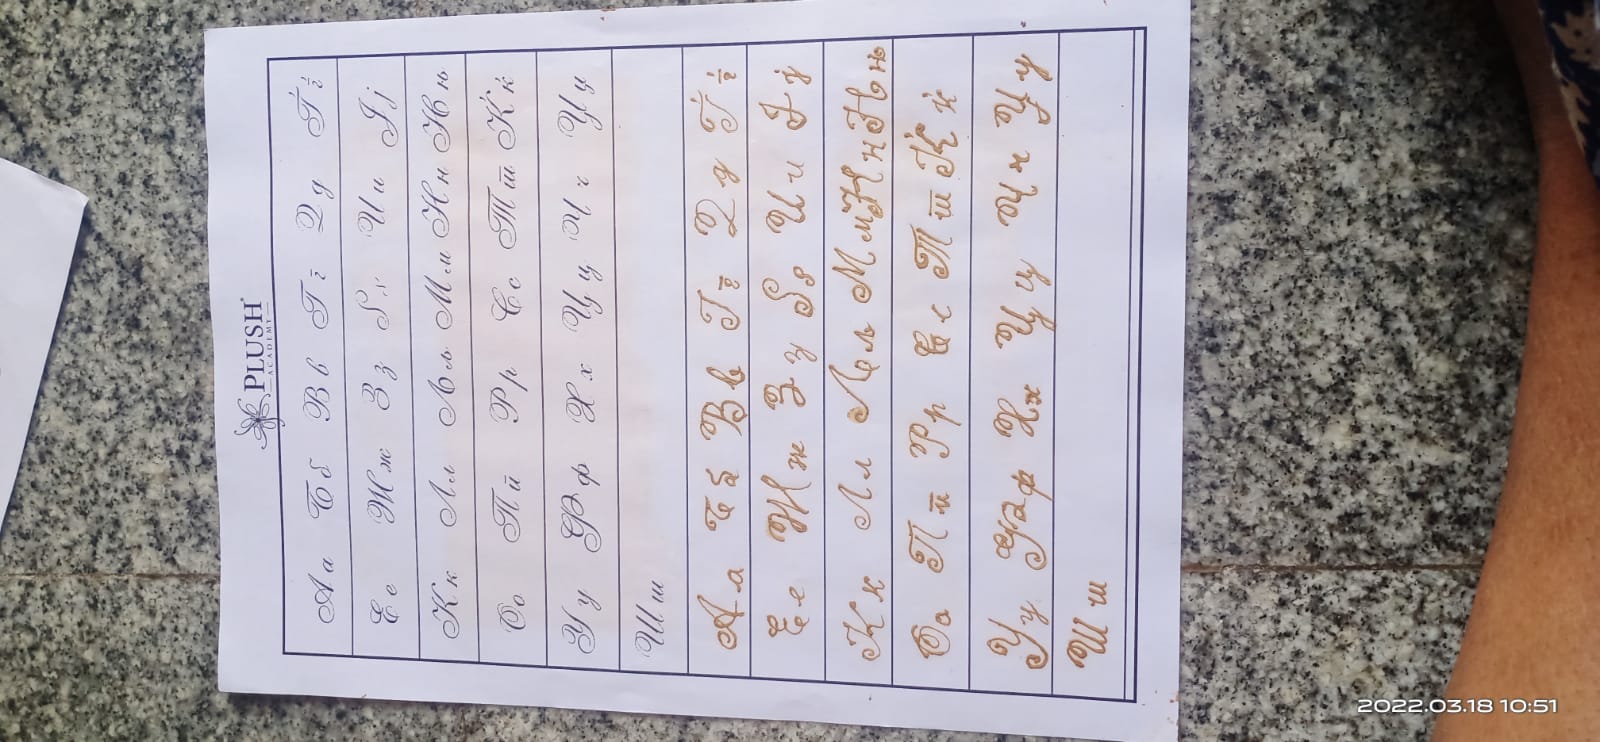 PLUSH
ACADEMY
Аа Бб Вв Гг Дд Ѓѓ
Ее Жж Зз Ѕѕ Ии Јј
Кк Лл Љљ Мм Нн Њњ
Оо Пп Рр Сс Тт Ќќ
Уу Фф Хх Цц Чч Џџ
Шш
Аа Бб Вв Гг Дд Ѓѓ
Ее Жж Зз Ѕѕ Ии Јј
Кк Лл Љљ Мм Нн Њњ
Оо Пп Рр Сс Тт Ќќ
Уу Фф Хх
Шш
2022.03.18 10:51